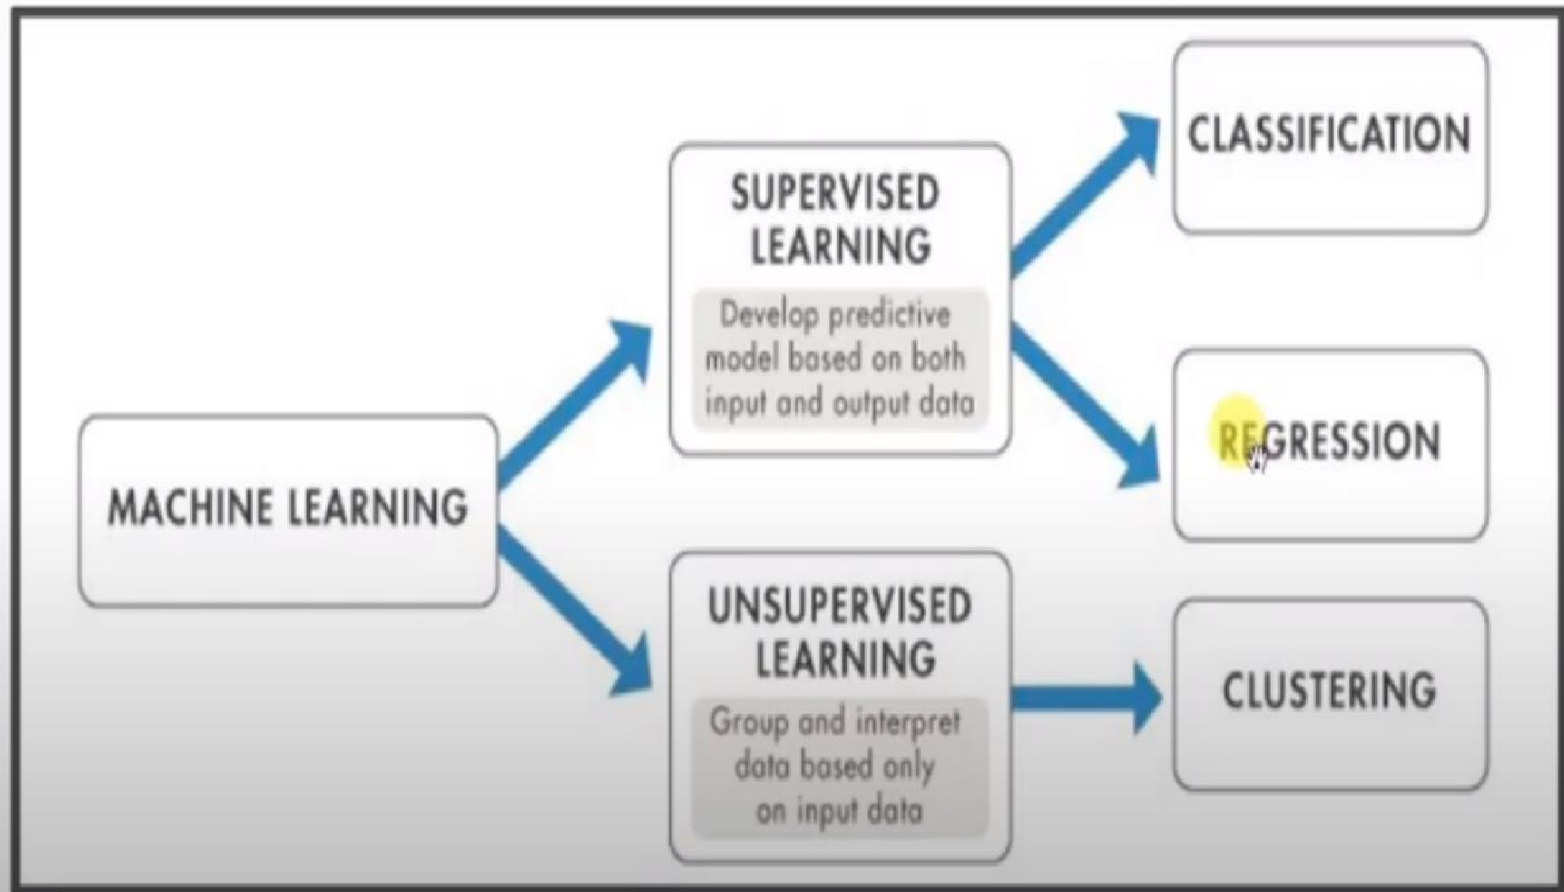 MACHINE LEARNING
SUPERVISED
LEARNING
Develop predictive
model based on both
input and output data
UNSUPERVISED
LEARNING
Group and interpret
data based only
on input data
CLASSIFICATION
REGRESSION
CLUSTERING